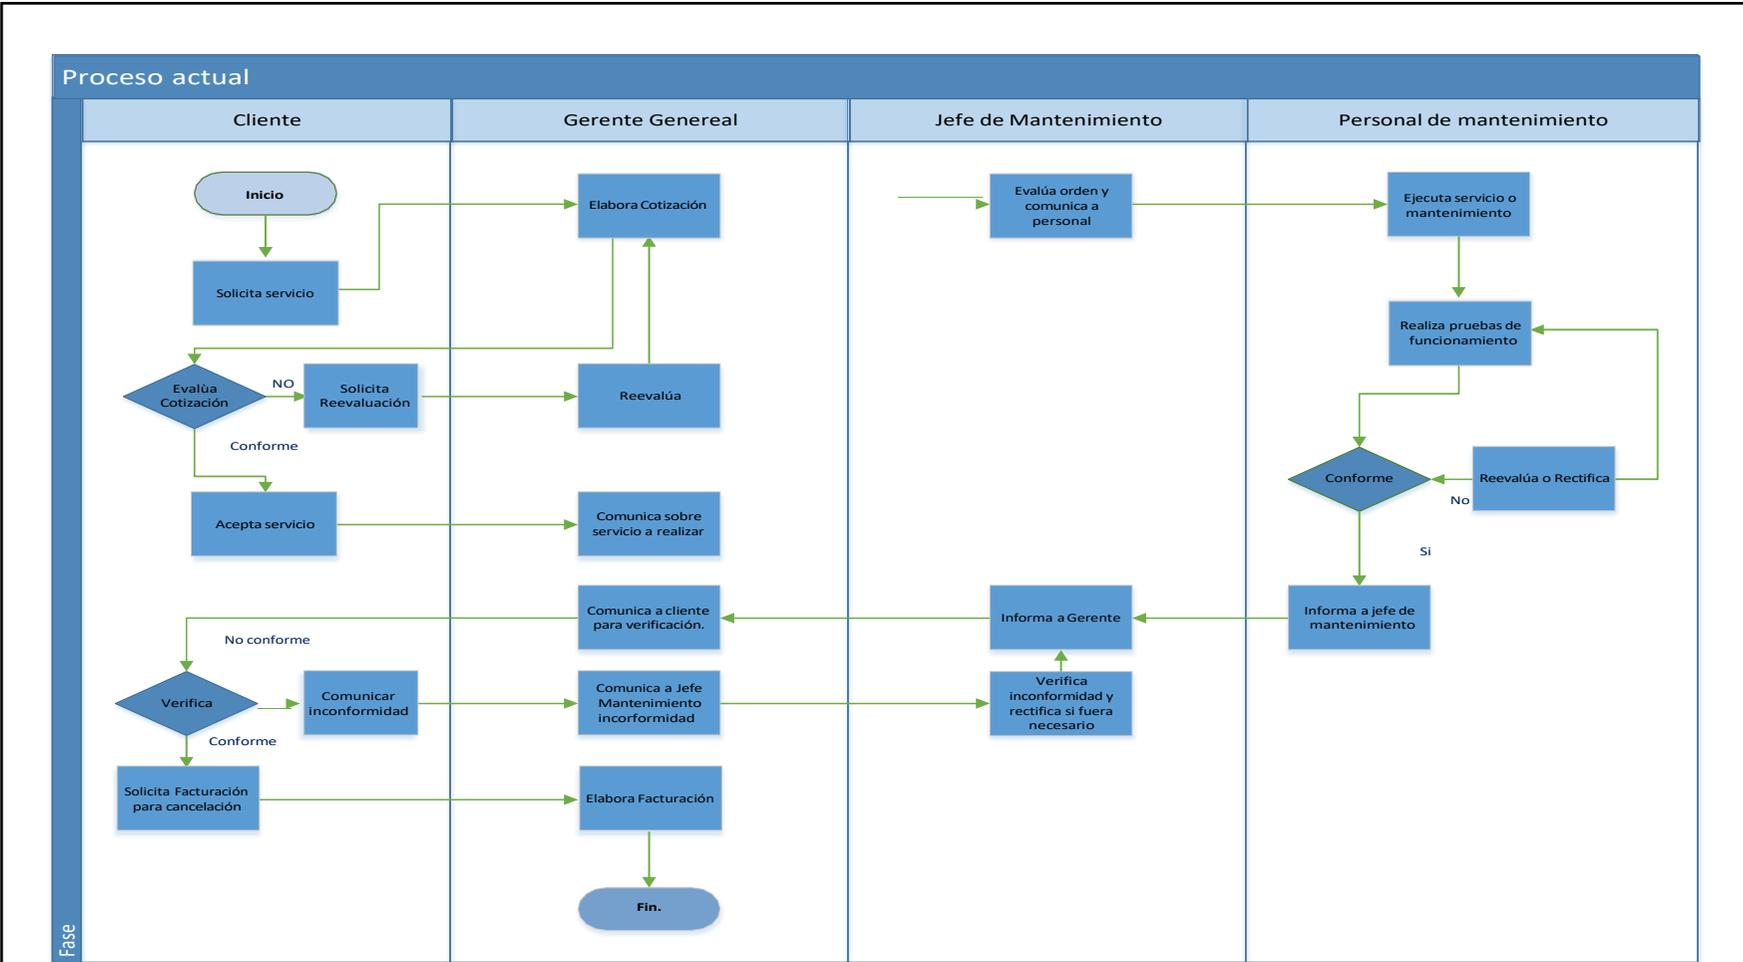 Proceso actual
Cliente
Gerente Genereal
Jefe de Mantenimiento
Personal de mantenimiento
Inicio
Elabora Cotización
Evalúa orden y
comunica a
personal
Ejecuta servicio o
mantenimiento
Solicita servicio
Realiza pruebas de
funcionamiento
Evalùa
Cotización
NO
Solicita
Reevaluación
Reevalúa
Conforme
Conforme
Reevalúa o Rectifica
No
Acepta servicio
Comunica sobre
servicio a realizar
Si
Comunica a cliente
para verificación.
Informa a Gerente
Informa a jefe de
mantenimiento
No conforme
Verifica
Comunicar
inconformidad
Comunica a Jefe
Mantenimiento
incorformidad
Verifica
inconformidad y
rectifica si fuera
necesario
Conforme
Solicita Facturación
para cancelación
Elabora Facturación
Fin.
Fase